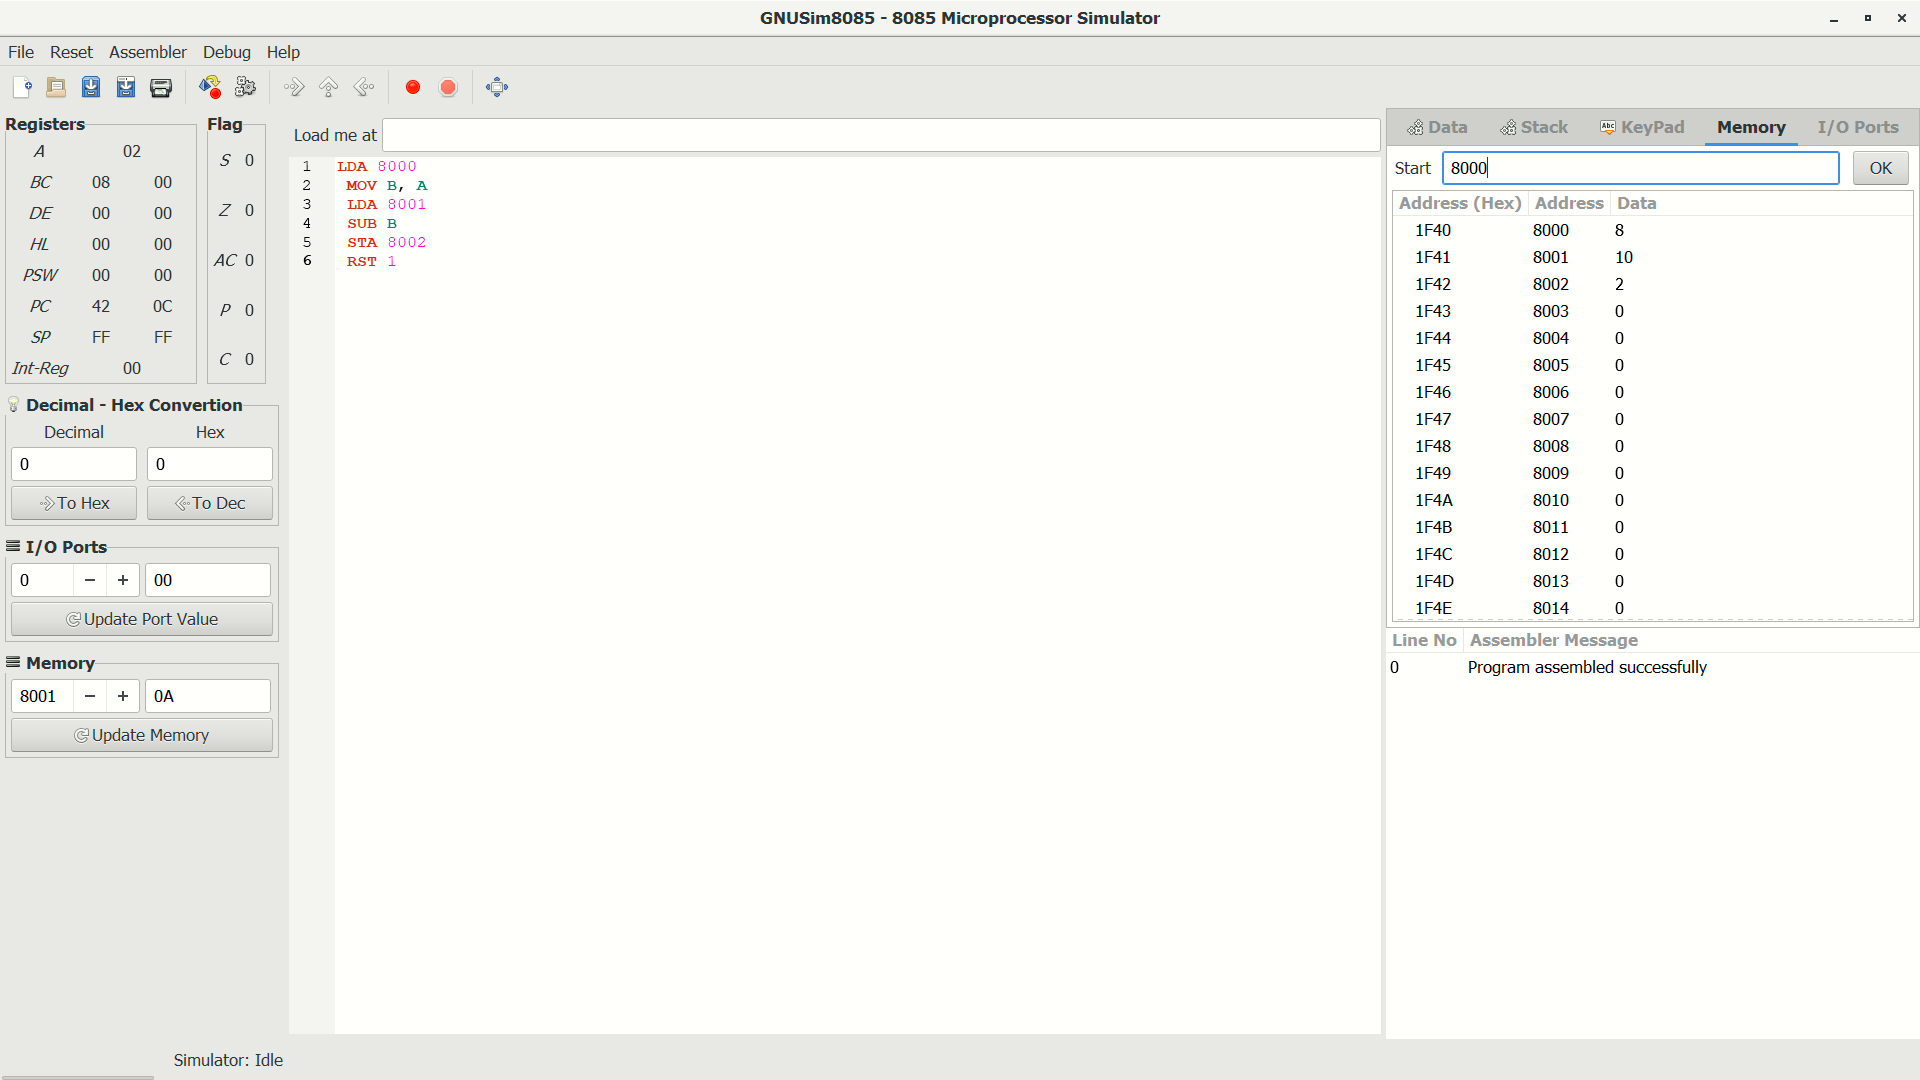 GNUSim8085 - 8085 Microprocessor Simulator
File Reset Assembler Debug Help
Registers
A 02
BC 08 00
DE 00 00
HL 00 00
PSW 00 00
PC 42 0C
SP FF FF
Int-Reg 00
Flag
S 0
Z 0
AC 0
P 0
C 0
Decimal - Hex Convertion
Decimal Hex
0 0
To Hex To Dec
I/O Ports
0 − + 00
Update Port Value
Memory
8001 − + 0A
Update Memory
Load me at
1 LDA 8000
2 MOV B, A
3 LDA 8001
4 SUB B
5 STA 8002
6 RST 1
Data Stack Abc KeyPad Memory I/O Ports
Start 8000 OK
Address (Hex) Address Data
1F40 8000 8
1F41 8001 10
1F42 8002 2
1F43 8003 0
1F44 8004 0
1F45 8005 0
1F46 8006 0
1F47 8007 0
1F48 8008 0
1F49 8009 0
1F4A 8010 0
1F4B 8011 0
1F4C 8012 0
1F4D 8013 0
1F4E 8014 0
Line No Assembler Message
0 Program assembled successfully
Simulator: Idle